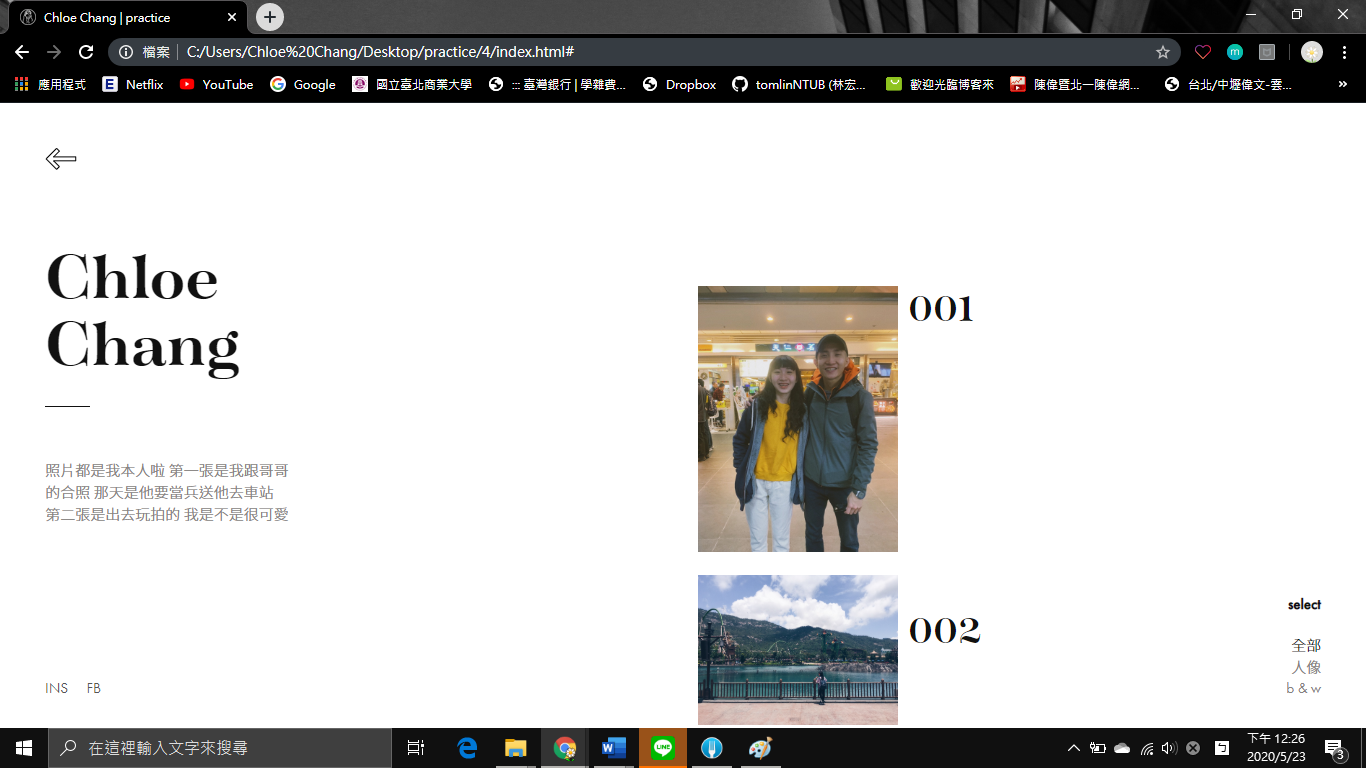 Chloe Chang | practice
檔案
C:/Users/Chloe%20Chang/Desktop/practice/4/index.html#
應用程式
Netflix
YouTube
Google
國立臺北商業大學
::: 臺灣銀行 | 學雜費...
Dropbox
tomlinNTUB (林宏...
歡迎光臨博客來
陳偉暨北一陳偉網...
台北/中壢偉文-雲...
»
Chloe
Chang
照片都是我本人啦 第一張是我跟哥哥
的合照 那天是他要當兵送他去車站
第二張是出去玩拍的 我是不是很可愛
INS FB
001
002
select
全部
人像
b & w
在這裡輸入文字來搜尋
下午 12:26
2020/5/23
3